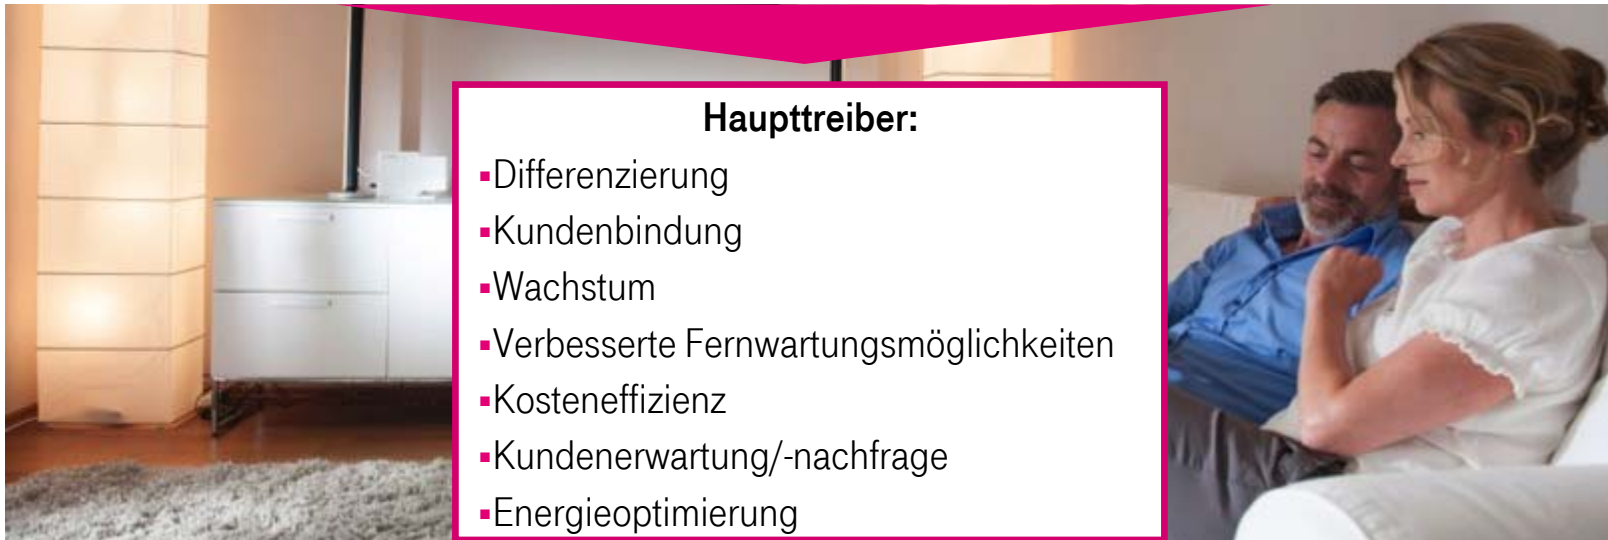 Haupttreiber:
▪Differenzierung
▪Kundenbindung
▪Wachstum
▪Verbesserte Fernwartungsmöglichkeiten
▪Kosteneffizienz
▪Kundenerwartung/-nachfrage
▪Energieoptimierung